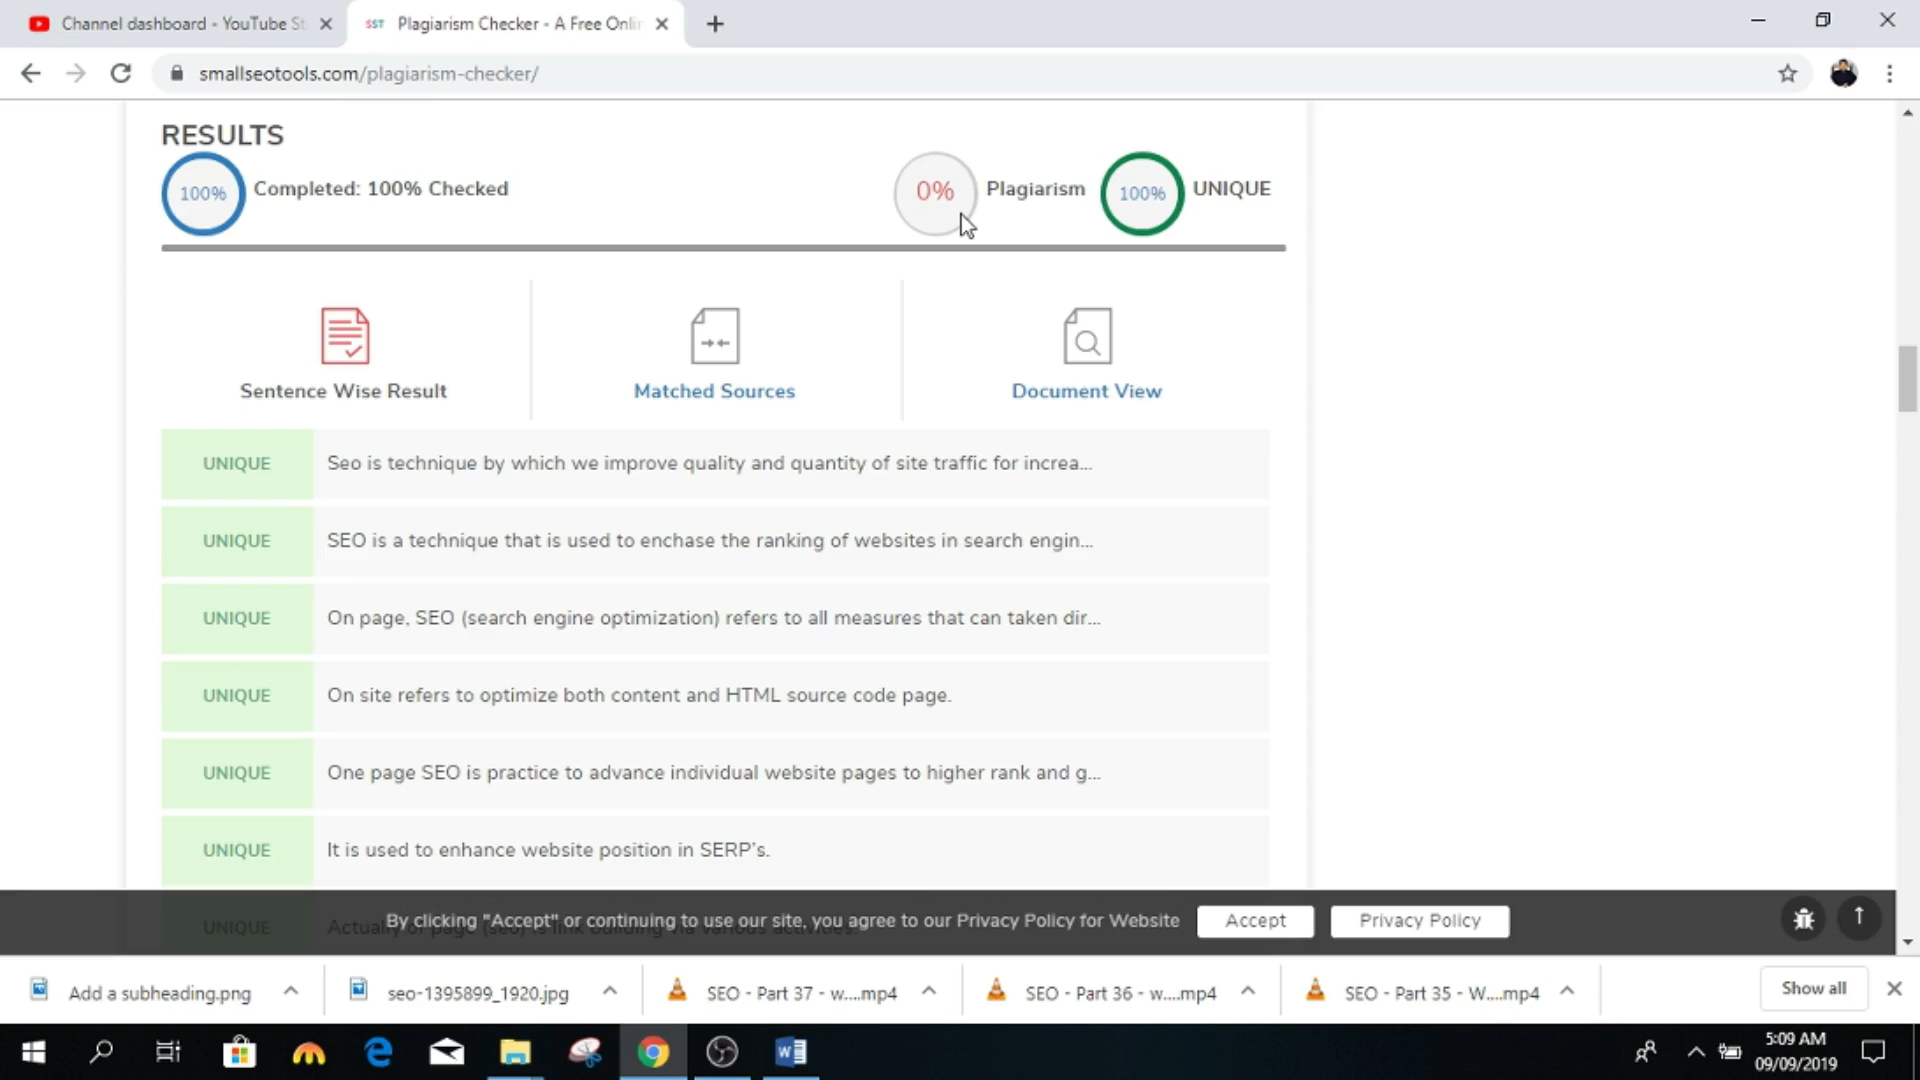 Channel dashboard - YouTube St
SST Plagiarism Checker - A Free Onlin
smallseotools.com/plagiarism-checker/
RESULTS
100% Completed: 100% Checked 0% Plagiarism 100% UNIQUE
Sentence Wise Result Matched Sources Document View
UNIQUE Seo is technique by which we improve quality and quantity of site traffic for increa...
UNIQUE SEO is a technique that is used to enchase the ranking of websites in search engin...
UNIQUE On page, SEO (search engine optimization) refers to all measures that can taken dir...
UNIQUE On site refers to optimize both content and HTML source code page.
UNIQUE One page SEO is practice to advance individual website pages to higher rank and g...
UNIQUE It is used to enhance website position in SERP's.
UNIQUE Actually
By clicking "Accept" or continuing to use our site, you agree to our Privacy Policy for Website Accept Privacy Policy
Add a subheading.png seo-1395899_1920.jpg SEO - Part 37 - w....mp4 SEO - Part 36 - w....mp4 SEO - Part 35 - W....mp4 Show all
5:09 AM
09/09/2019